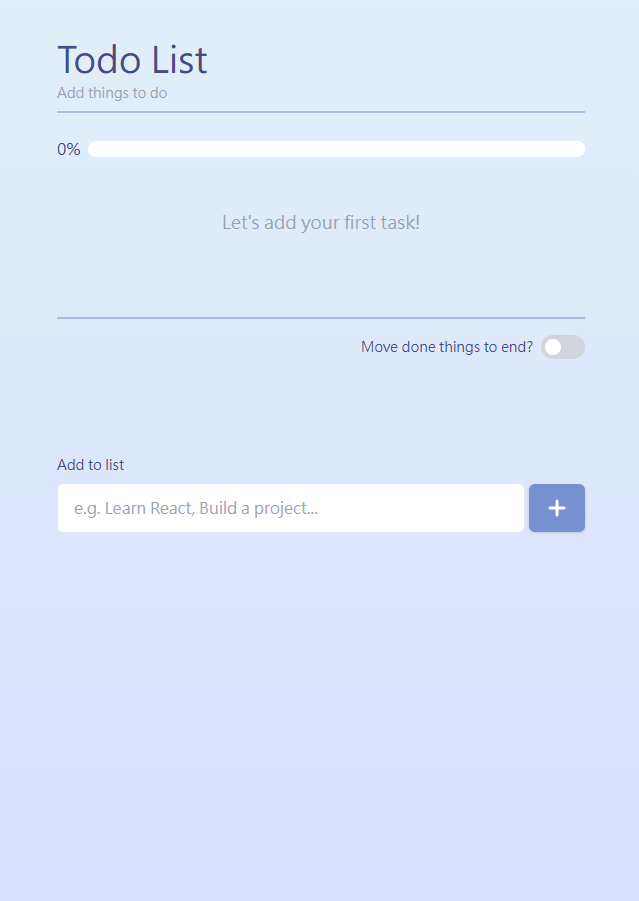 Todo List
Add things to do
0%
Let's add your first task!
Move done things to end?
Add to list
e.g. Learn React, Build a project...